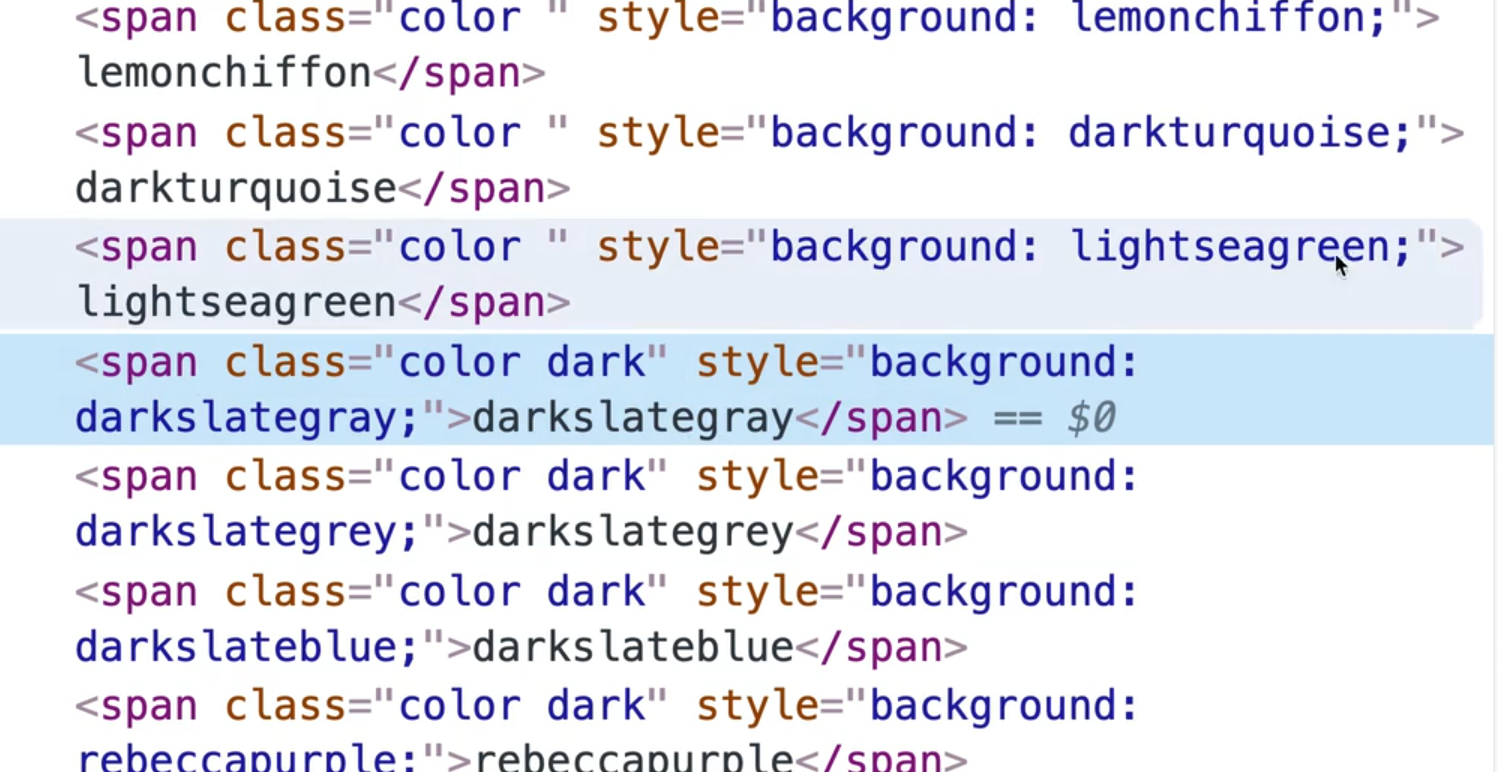 <span class="color " style="background: lemonchiffon;">
lemonchiffon</span>
<span class="color " style="background: darkturquoise;">
darkturquoise</span>
<span class="color " style="background: lightseagreen;">
lightseagreen</span>
<span class="color dark" style="background:
darkslategray;">darkslategray</span> == $0
<span class="color dark" style="background:
darkslategrey;">darkslategrey</span>
<span class="color dark" style="background:
darkslateblue;">darkslateblue</span>
<span class="color dark" style="background:
rebeccapurple;">rebeccapurple</span>